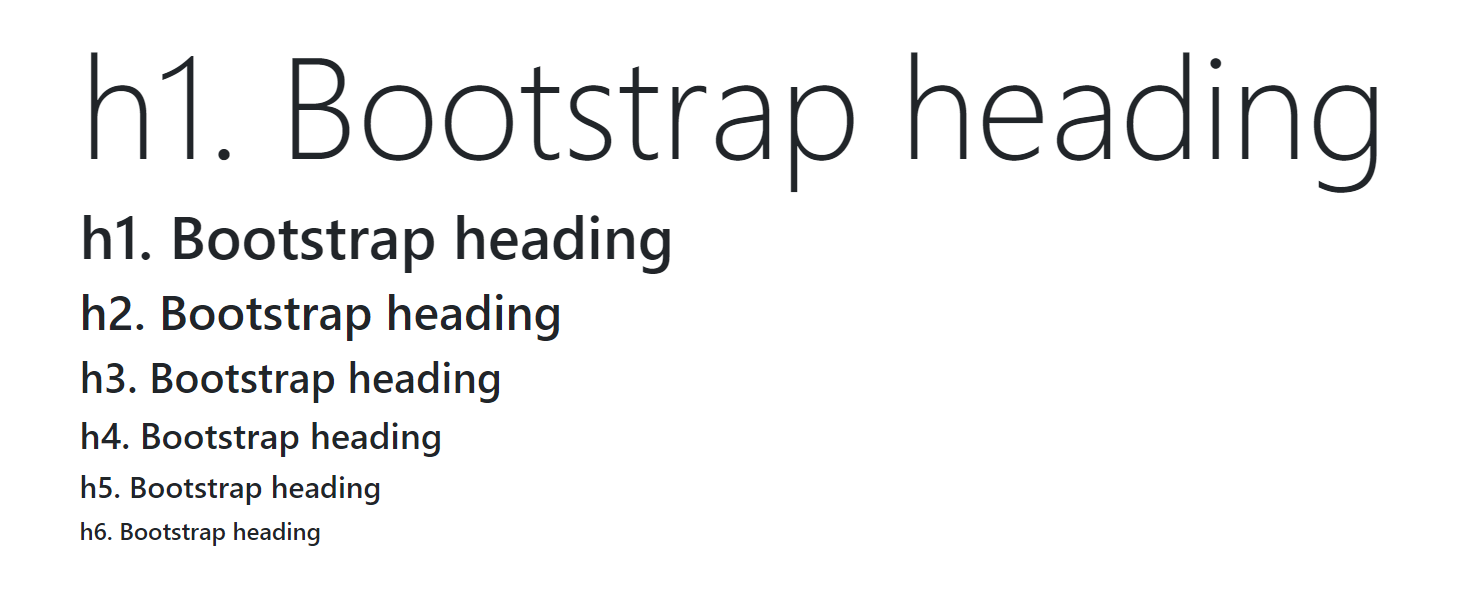 h1. Bootstrap heading
h1. Bootstrap heading
h2. Bootstrap heading
h3. Bootstrap heading
h4. Bootstrap heading
h5. Bootstrap heading
h6. Bootstrap heading